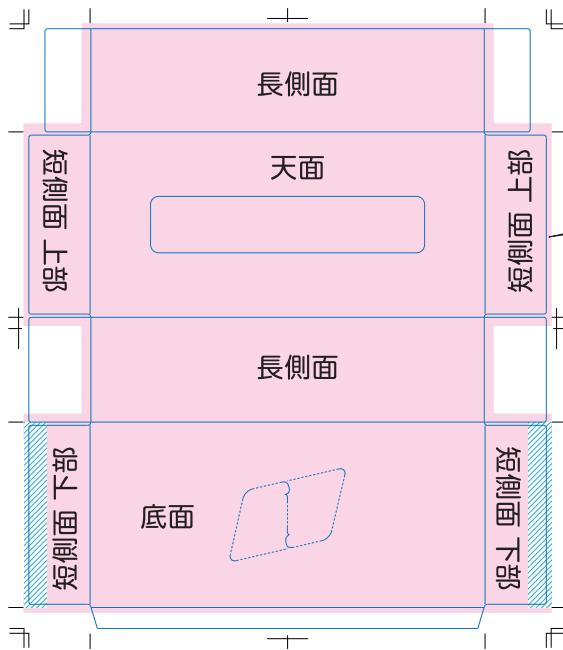 長側面
天面
短側面 上部
短側面 上部
長側面
底面
短側面 下部
短側面 下部